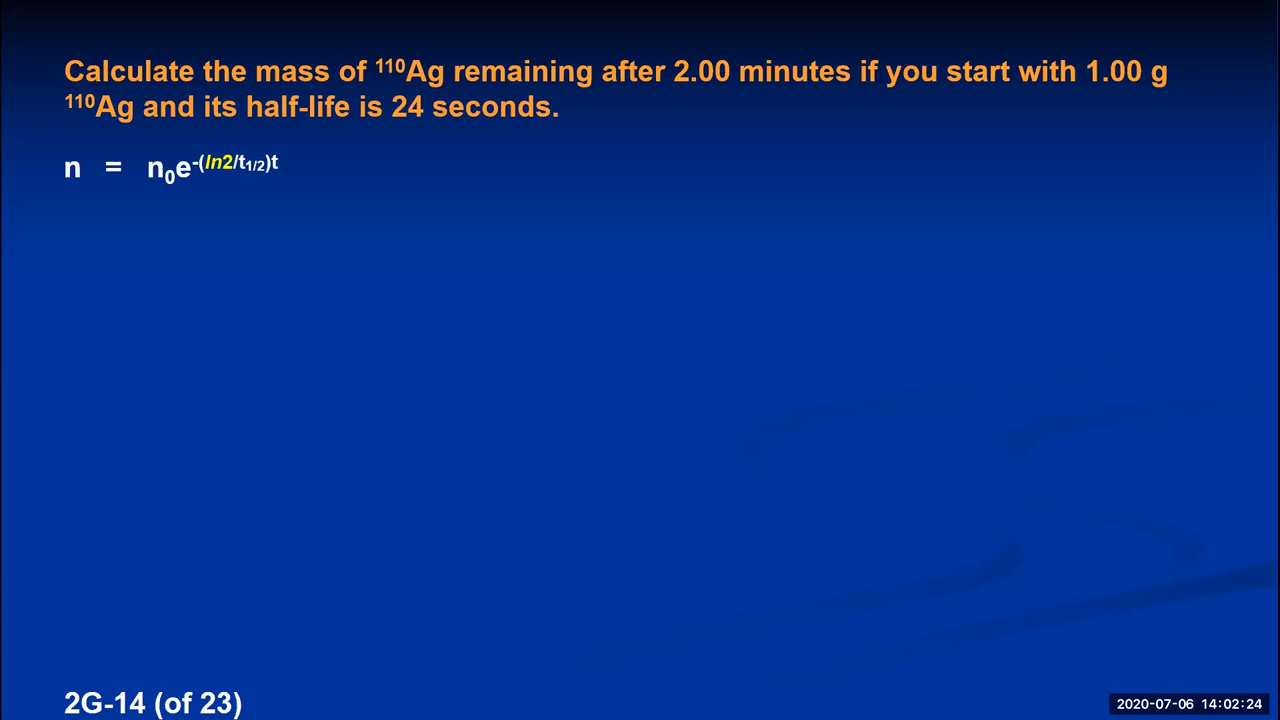 Calculate the mass of ¹¹⁰Ag remaining after 2.00 minutes if you start with 1.00 g
¹¹⁰Ag and its half-life is 24 seconds.
n = n₀e^-(ln2/t₁/₂)t
2G-14 (of 23)
2020-07-06 14:02:24